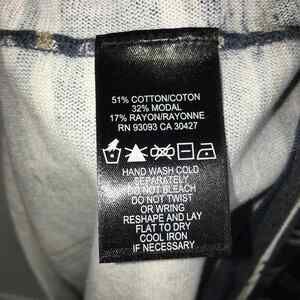 51% COTTON/COTON
32% MODAL
17% RAYON/RAYONNE
RN 93093 CA 30427
HAND WASH COLD
SEPARATELY
DO NOT BLEACH
DO NOT TWIST
OR WRING
RESHAPE AND LAY
FLAT TO DRY
COOL IRON
IF NECESSARY